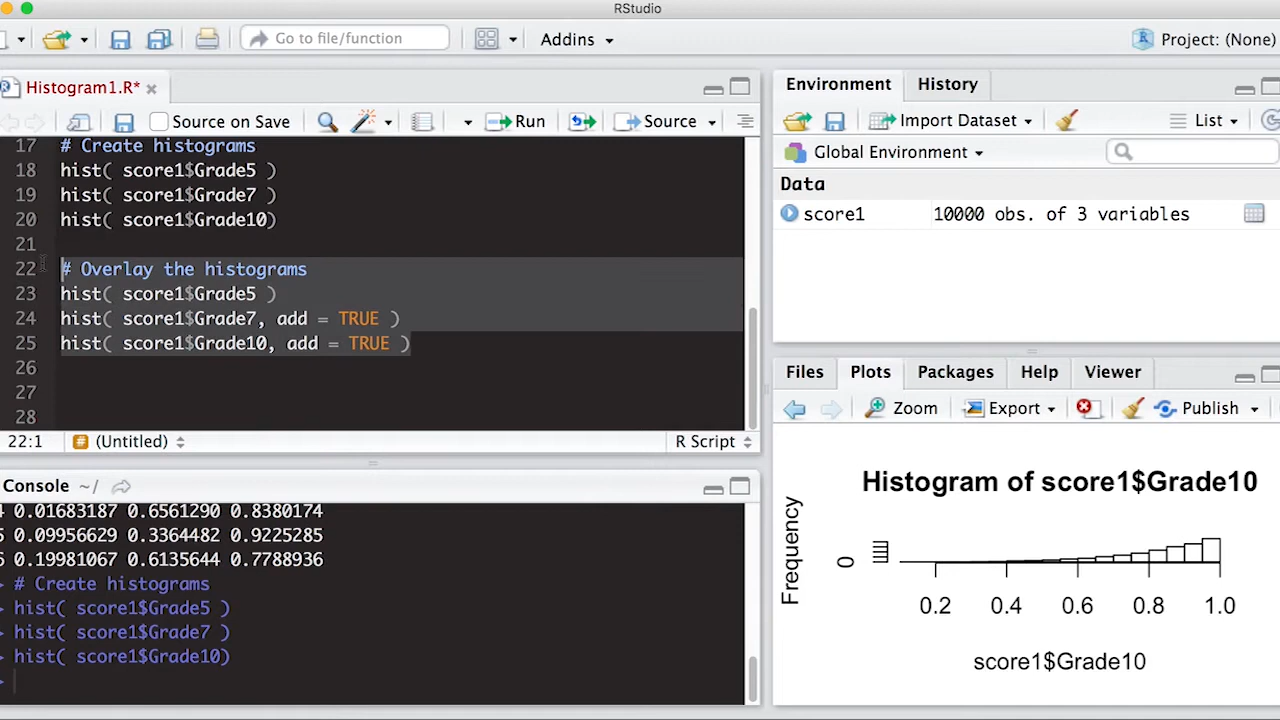 RStudio
Go to file/function
Addins
Project: (None)
Histogram1.R*
Source on Save
Run
Source
17 # Create histograms
18 hist( score1$Grade5 )
19 hist( score1$Grade7 )
20 hist( score1$Grade10)
21
22 # Overlay the histograms
23 hist( score1$Grade5 )
24 hist( score1$Grade7, add = TRUE )
25 hist( score1$Grade10, add = TRUE )
26
27
28
22:1 # (Untitled) R Script
Console ~/
4 0.01683187 0.6561290 0.8380174
5 0.09956629 0.3364482 0.9225285
6 0.19981067 0.6135644 0.7788936
> # Create histograms
> hist( score1$Grade5 )
> hist( score1$Grade7 )
> hist( score1$Grade10)
>
Environment History
Import Dataset List
Global Environment
Data
score1 10000 obs. of 3 variables
Files Plots Packages Help Viewer
Zoom Export Publish
Histogram of score1$Grade10
Frequency
0
0.2 0.4 0.6 0.8 1.0
score1$Grade10